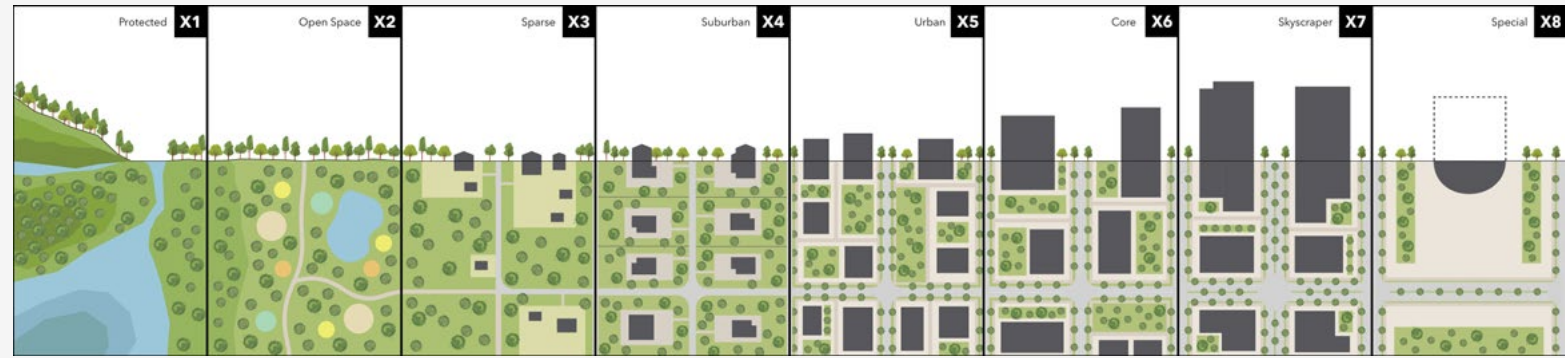 Protected X1
Open Space X2
Sparse X3
Suburban X4
Urban X5
Core X6
Skyscraper X7
Special X8